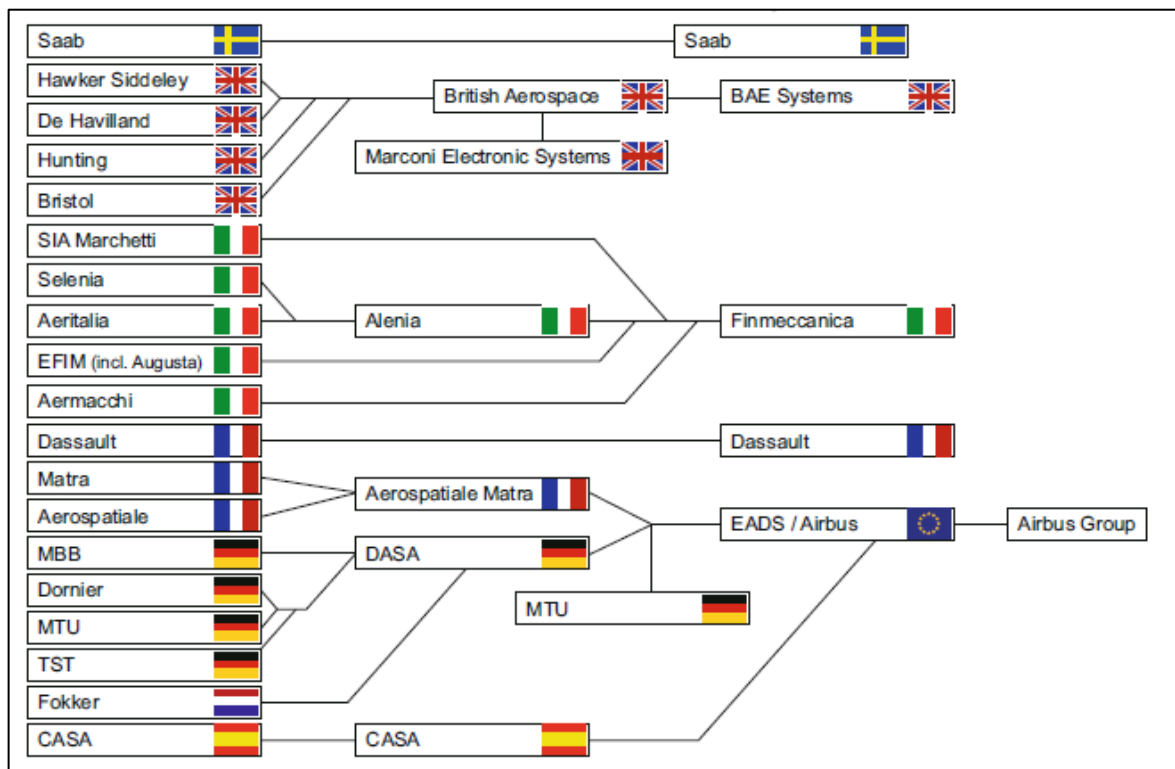 Saab
Saab
Hawker Siddeley
British Aerospace
BAE Systems
De Havilland
Hunting
Marconi Electronic Systems
Bristol
SIA Marchetti
Selenia
Aeritalia
Alenia
Finmeccanica
EFIM (incl. Augusta)
Aermacchi
Dassault
Dassault
Matra
Aerospatiale Matra
Aerospatiale
EADS / Airbus
Airbus Group
MBB
DASA
Dornier
MTU
MTU
TST
Fokker
CASA
CASA